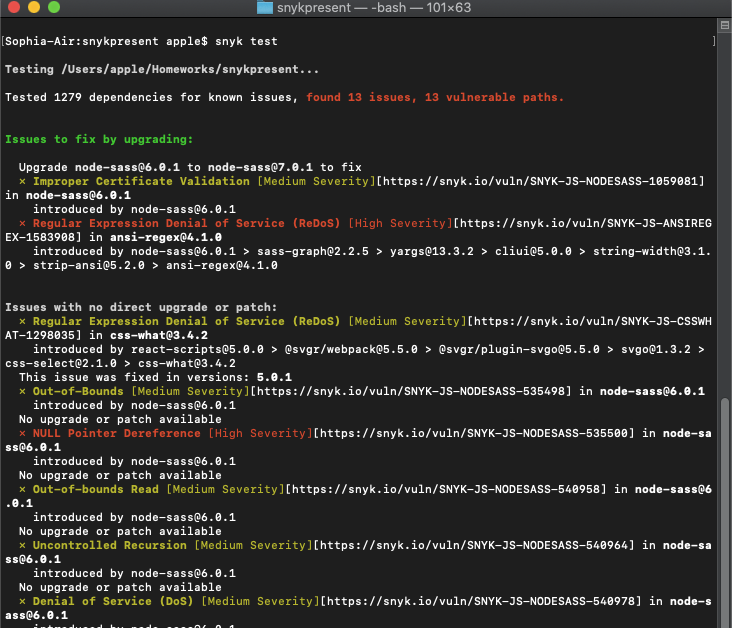 snykpresent — -bash — 101×63
[Sophia-Air:snykpresent apple$ snyk test ]
Testing /Users/apple/Homeworks/snykpresent...
Tested 1279 dependencies for known issues, found 13 issues, 13 vulnerable paths.
Issues to fix by upgrading:
Upgrade node-sass@6.0.1 to node-sass@7.0.1 to fix
× Improper Certificate Validation [Medium Severity][https://snyk.io/vuln/SNYK-JS-NODESASS-1059081]
in node-sass@6.0.1
introduced by node-sass@6.0.1
× Regular Expression Denial of Service (ReDoS) [High Severity][https://snyk.io/vuln/SNYK-JS-ANSIREG
EX-1583908] in ansi-regex@4.1.0
introduced by node-sass@6.0.1 > sass-graph@2.2.5 > yargs@13.3.2 > cliui@5.0.0 > string-width@3.1.
0 > strip-ansi@5.2.0 > ansi-regex@4.1.0
Issues with no direct upgrade or patch:
× Regular Expression Denial of Service (ReDoS) [Medium Severity][https://snyk.io/vuln/SNYK-JS-CSSWH
AT-1298035] in css-what@3.4.2
introduced by react-scripts@5.0.0 > @svgr/webpack@5.5.0 > @svgr/plugin-svgo@5.5.0 > svgo@1.3.2 >
css-select@2.1.0 > css-what@3.4.2
This issue was fixed in versions: 5.0.1
× Out-of-Bounds [Medium Severity][https://snyk.io/vuln/SNYK-JS-NODESASS-535498] in node-sass@6.0.1
introduced by node-sass@6.0.1
No upgrade or patch available
× NULL Pointer Dereference [High Severity][https://snyk.io/vuln/SNYK-JS-NODESASS-535500] in node-sa
ss@6.0.1
introduced by node-sass@6.0.1
No upgrade or patch available
× Out-of-bounds Read [Medium Severity][https://snyk.io/vuln/SNYK-JS-NODESASS-540958] in node-sass@6
.0.1
introduced by node-sass@6.0.1
No upgrade or patch available
× Uncontrolled Recursion [Medium Severity][https://snyk.io/vuln/SNYK-JS-NODESASS-540964] in node-sa
ss@6.0.1
introduced by node-sass@6.0.1
No upgrade or patch available
× Denial of Service (DoS) [Medium Severity][https://snyk.io/vuln/SNYK-JS-NODESASS-540978] in node-s
ass@6.0.1
introduced by node-sass@6.0.1